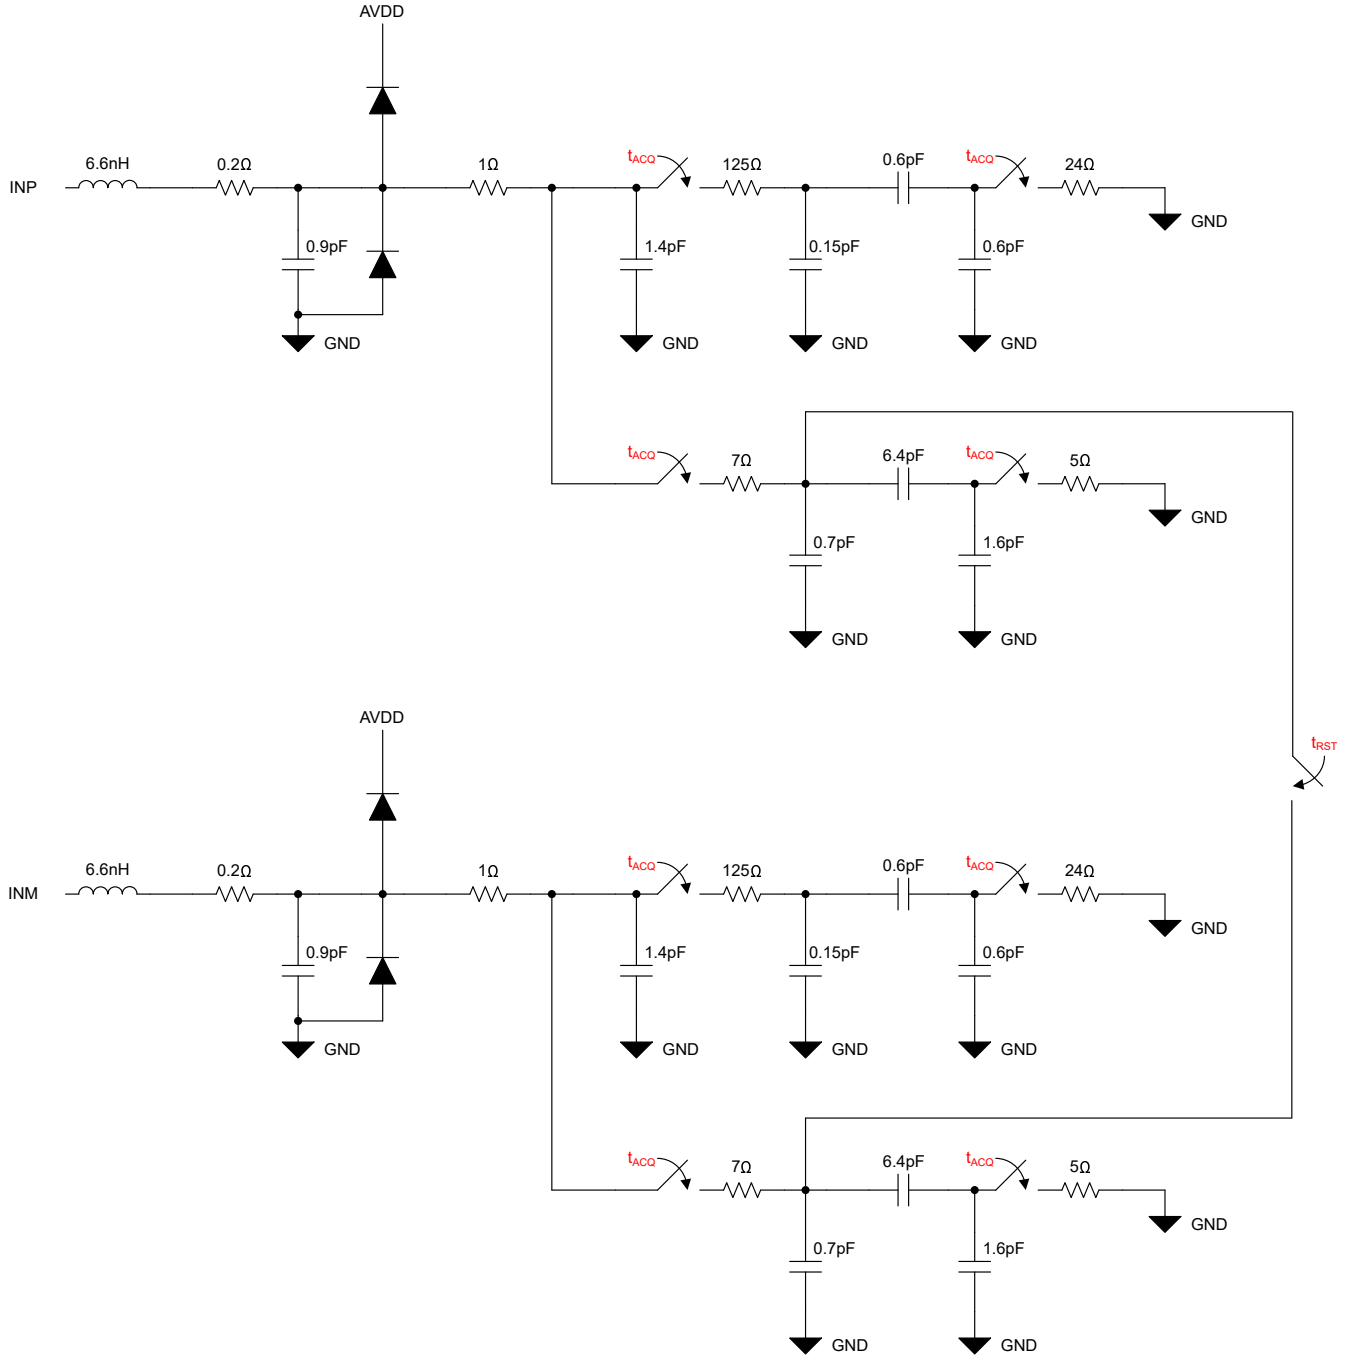 AVDD
6.6nH
0.2Ω
1Ω
tACQ
125Ω
0.6pF
tACQ
24Ω
INP
GND
0.9pF
1.4pF
0.15pF
0.6pF
GND
GND
GND
GND
tACQ
7Ω
6.4pF
tACQ
5Ω
GND
0.7pF
1.6pF
GND
GND
AVDD
tRST
6.6nH
0.2Ω
1Ω
tACQ
125Ω
0.6pF
tACQ
24Ω
INM
GND
0.9pF
1.4pF
0.15pF
0.6pF
GND
GND
GND
GND
tACQ
7Ω
6.4pF
tACQ
5Ω
GND
0.7pF
1.6pF
GND
GND